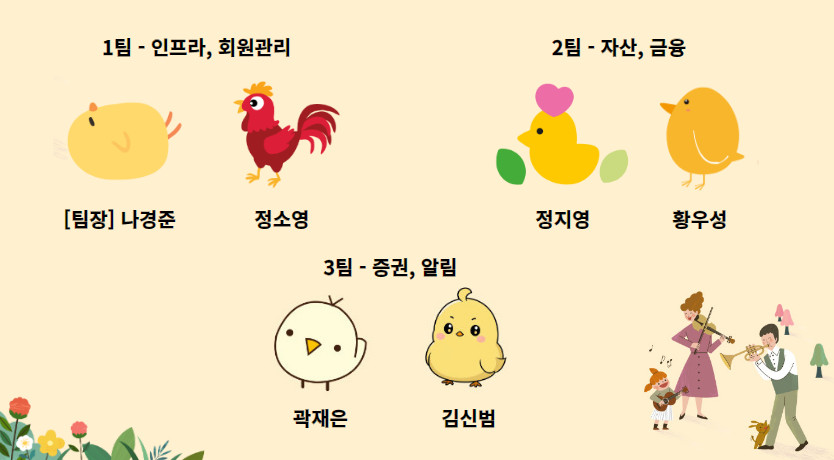 1팀 - 인프라, 회원관리
2팀 - 자산, 금융
[팀장] 나경준
정소영
정지영
황우성
3팀 - 증권, 알림
곽재은
김신범